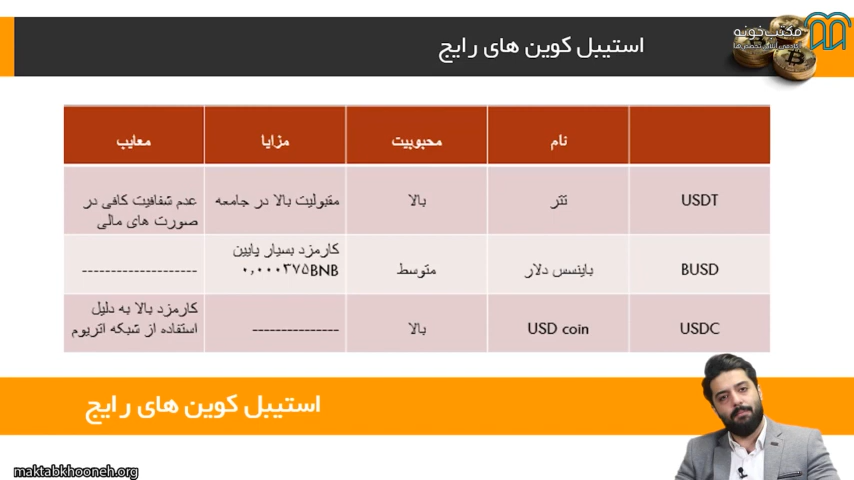 استیبل کوین های رایج
مکتب‌خونه
نام
محبوبیت
مزایا
معایب
USDT
تتر
بالا
مقبولیت بالا در جامعه
عدم شفافیت کافی در
صورت های مالی
BUSD
باینسس دلار
متوسط
کارمزد بسیار پایین
۰,۰۰۰۳۷۵BNB
--------------------
USDC
USD coin
بالا
---------------
کارمزد بالا به دلیل
استفاده از شبکه اتریوم
استیبل کوین های رایج
maktabkhooneh.org